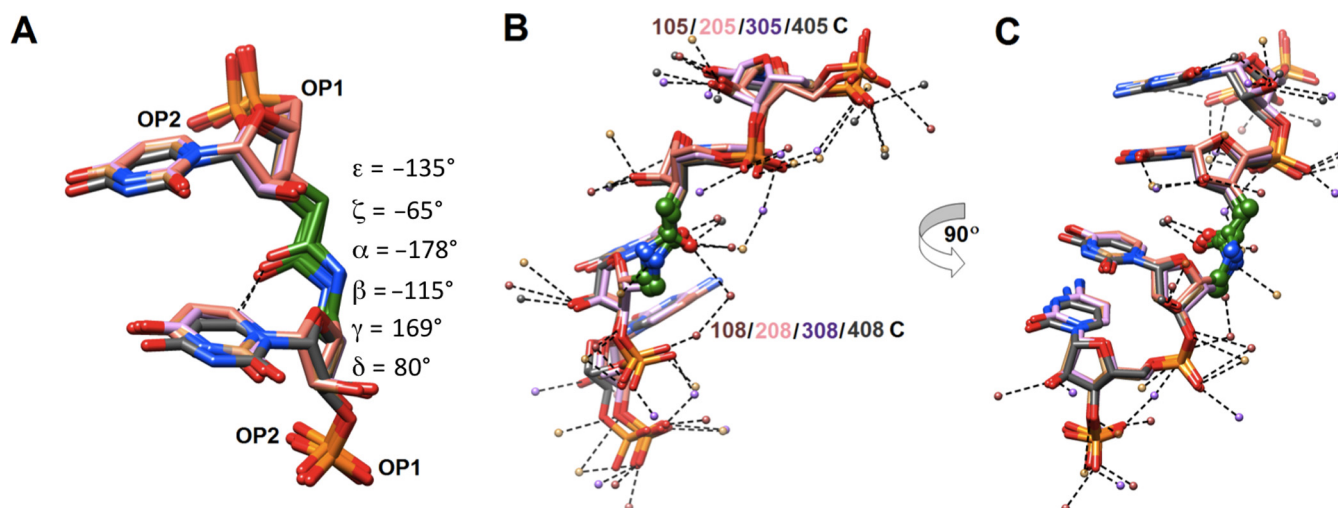 A
OP1
OP2
ε = –135°
ζ = –65°
α = –178°
β = –115°
γ = 169°
δ = 80°
OP2
OP1
B
105/205/305/405 C
108/208/308/408 C
90°
C